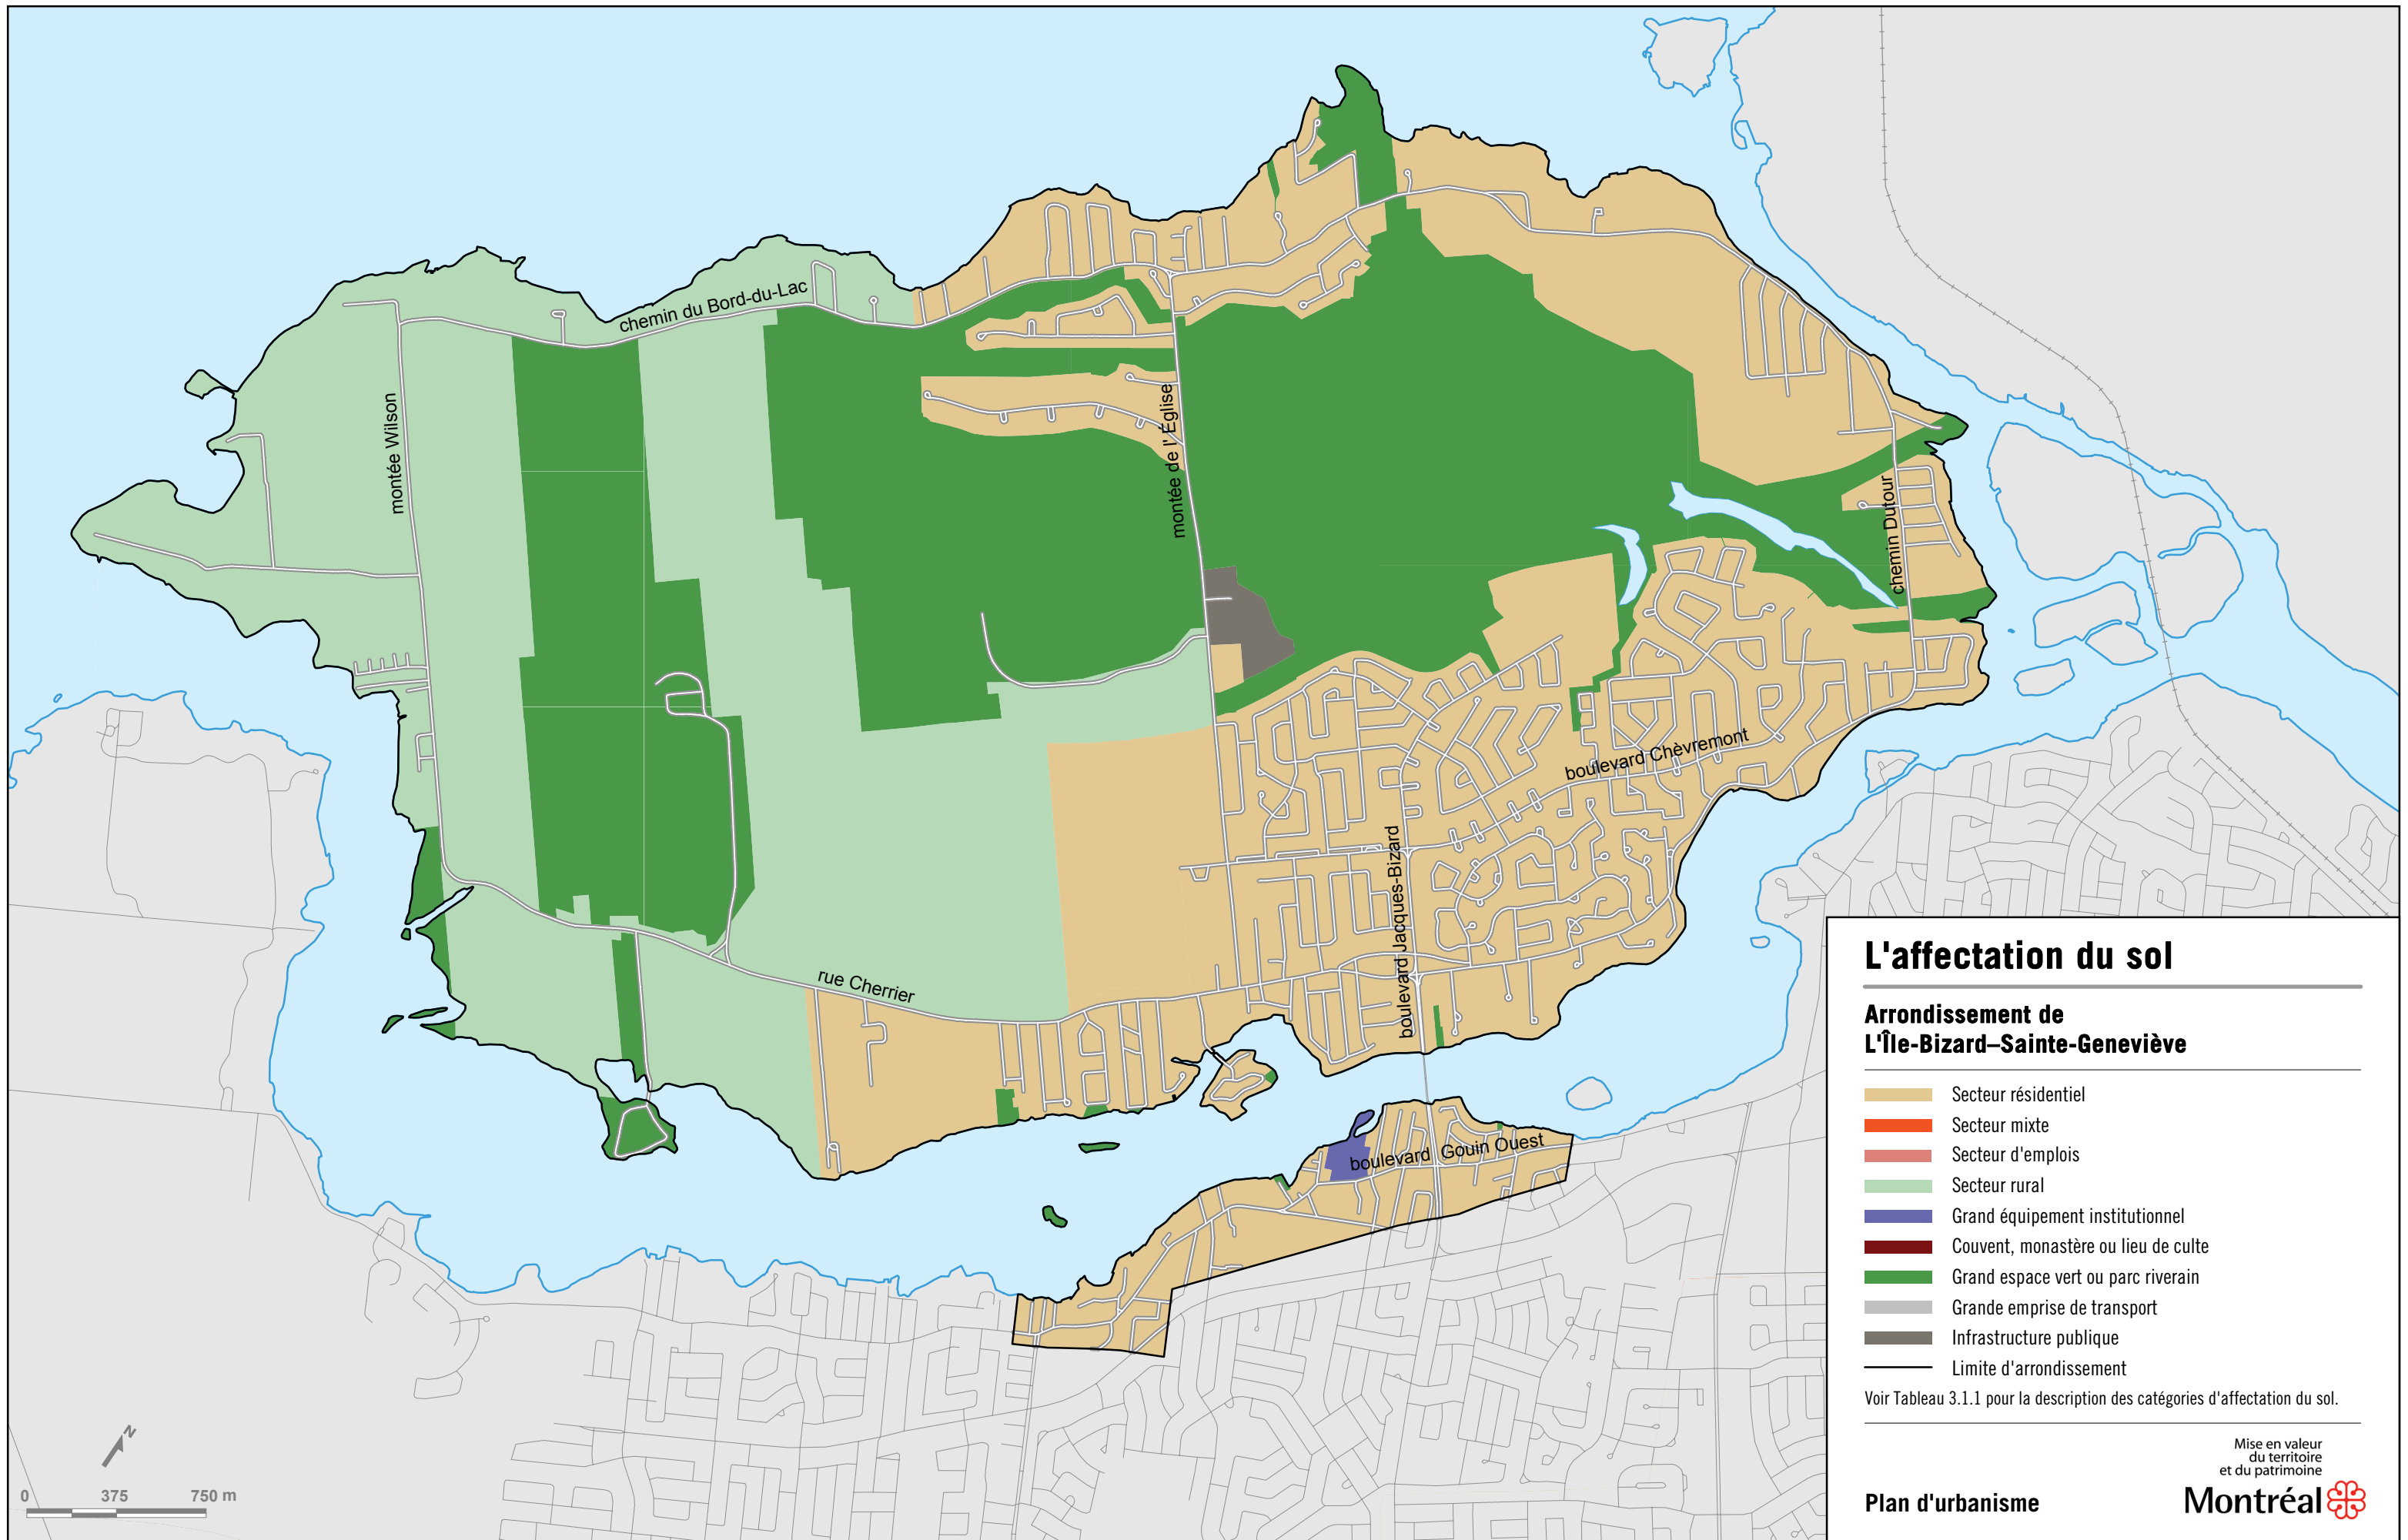 chemin du Bord-du-Lac
montée Wilson
montée de l' Église
chemin Dutour
boulevard Chèvremont
boulevard Jacques-Bizard
rue Cherrier
boulevard Gouin Ouest
N
0 375 750 m
L'affectation du sol
Arrondissement de
L'Île-Bizard–Sainte-Geneviève
Secteur résidentiel
Secteur mixte
Secteur d'emplois
Secteur rural
Grand équipement institutionnel
Couvent, monastère ou lieu de culte
Grand espace vert ou parc riverain
Grande emprise de transport
Infrastructure publique
Limite d'arrondissement
Voir Tableau 3.1.1 pour la description des catégories d'affectation du sol.
Mise en valeur
du territoire
et du patrimoine
Plan d'urbanisme
Montréal